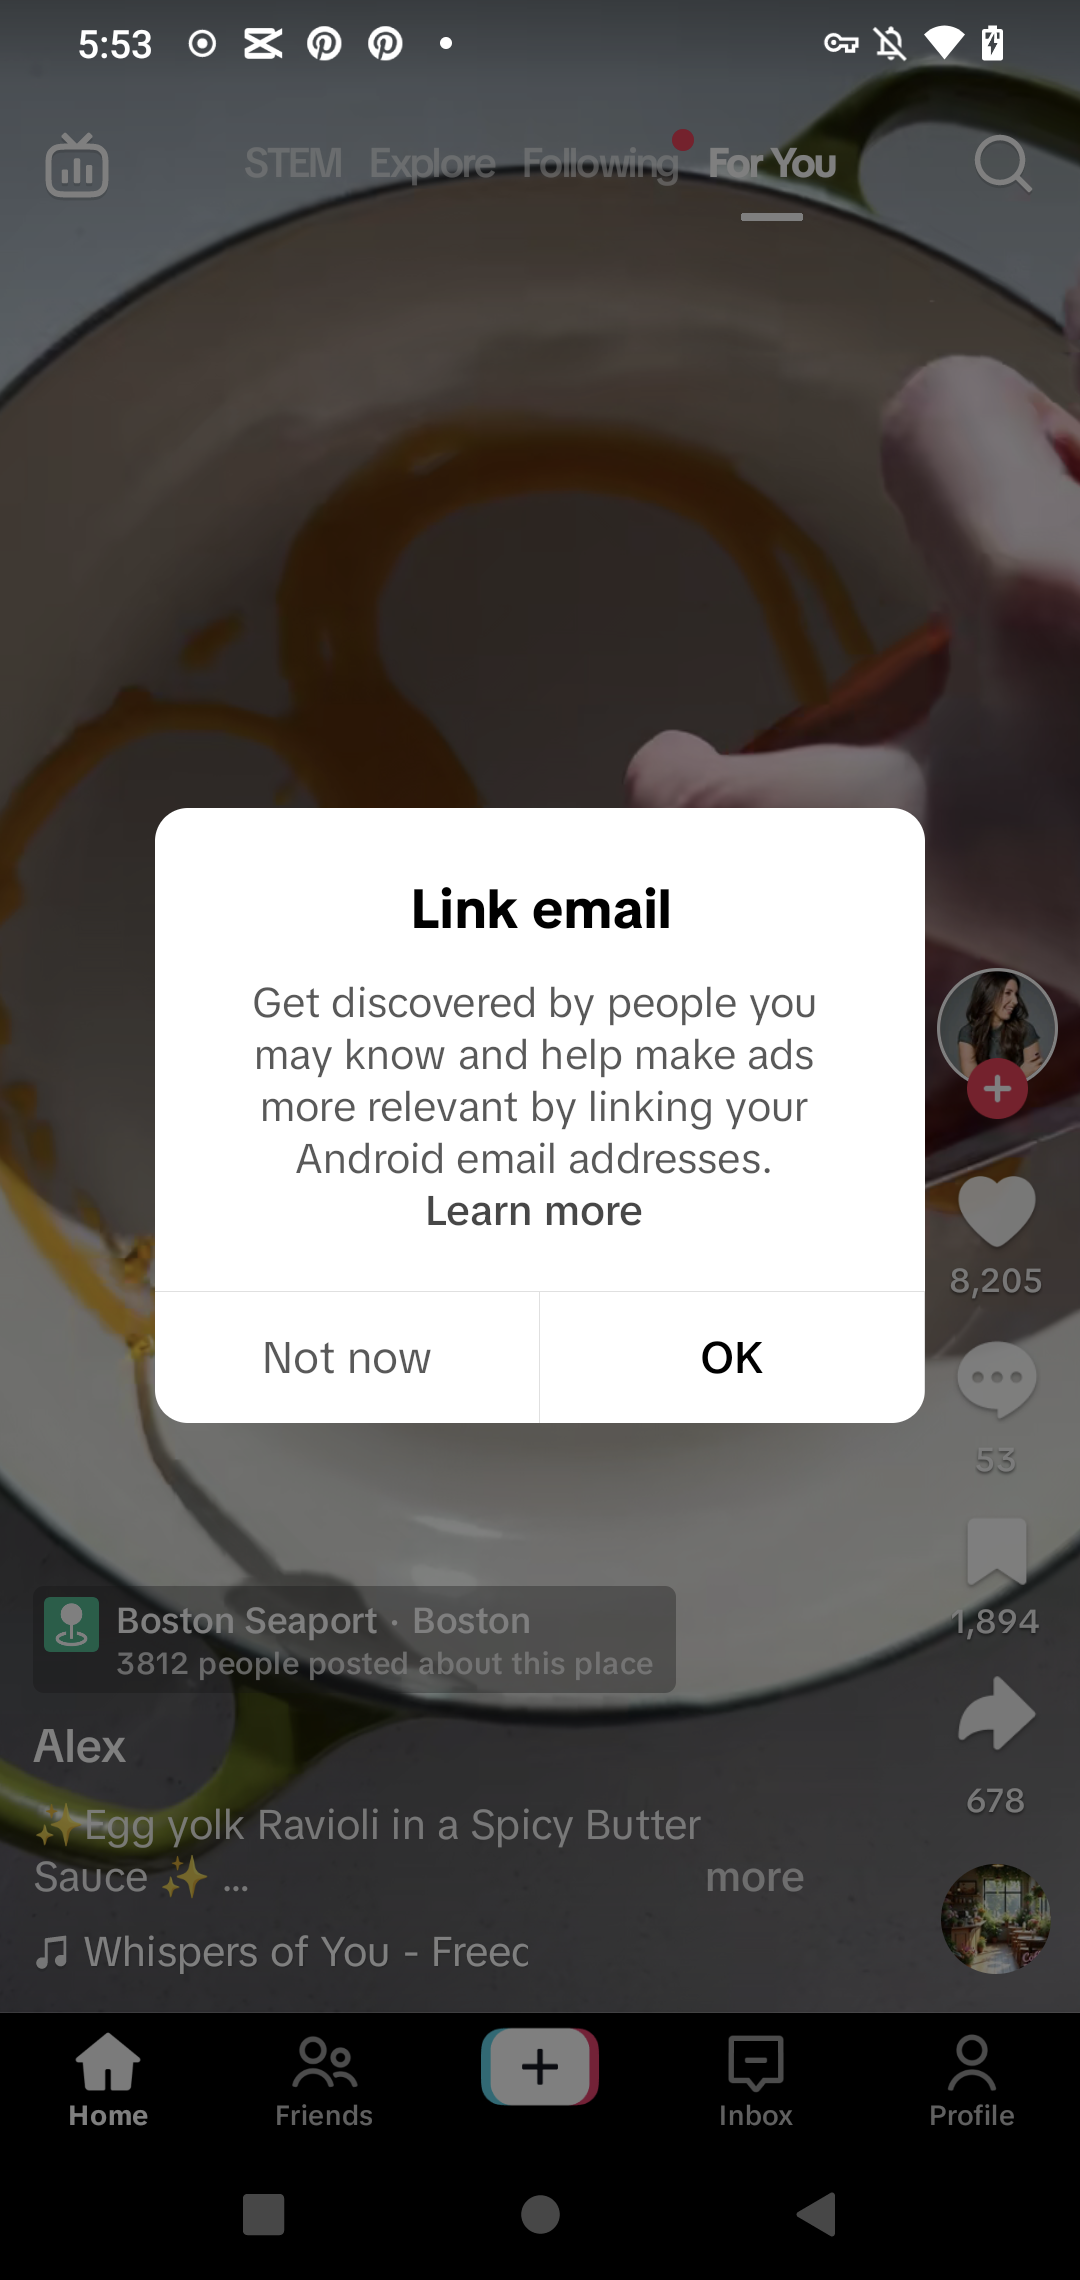 5:53
STEM Explore Following For You
Link email
Get discovered by people you
may know and help make ads
more relevant by linking your
Android email addresses.
Learn more
Not now OK
8,205
53
1,894
678
Boston Seaport · Boston
3812 people posted about this place
Alex
✨Egg yolk Ravioli in a Spicy Butter
Sauce ✨ ... more
Whispers of You - Freec
Home Friends Inbox Profile